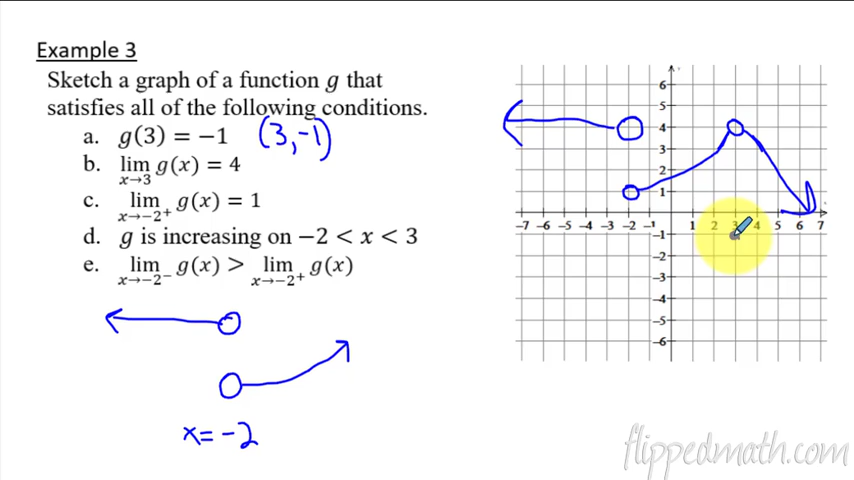 Example 3
Sketch a graph of a function g that
satisfies all of the following conditions.
a. g(3) = −1 (3,-1)
b. lim x→3 g(x) = 4
c. lim x→−2⁺ g(x) = 1
d. g is increasing on −2 < x < 3
e. lim x→−2⁻ g(x) > lim x→−2⁺ g(x)
x= -2
6
5
4
3
2
1
−7 −6 −5 −4 −3 −2 −1 1 2 3 4 5 6 7
−1
−2
−3
−4
−5
−6
flippedmath.com